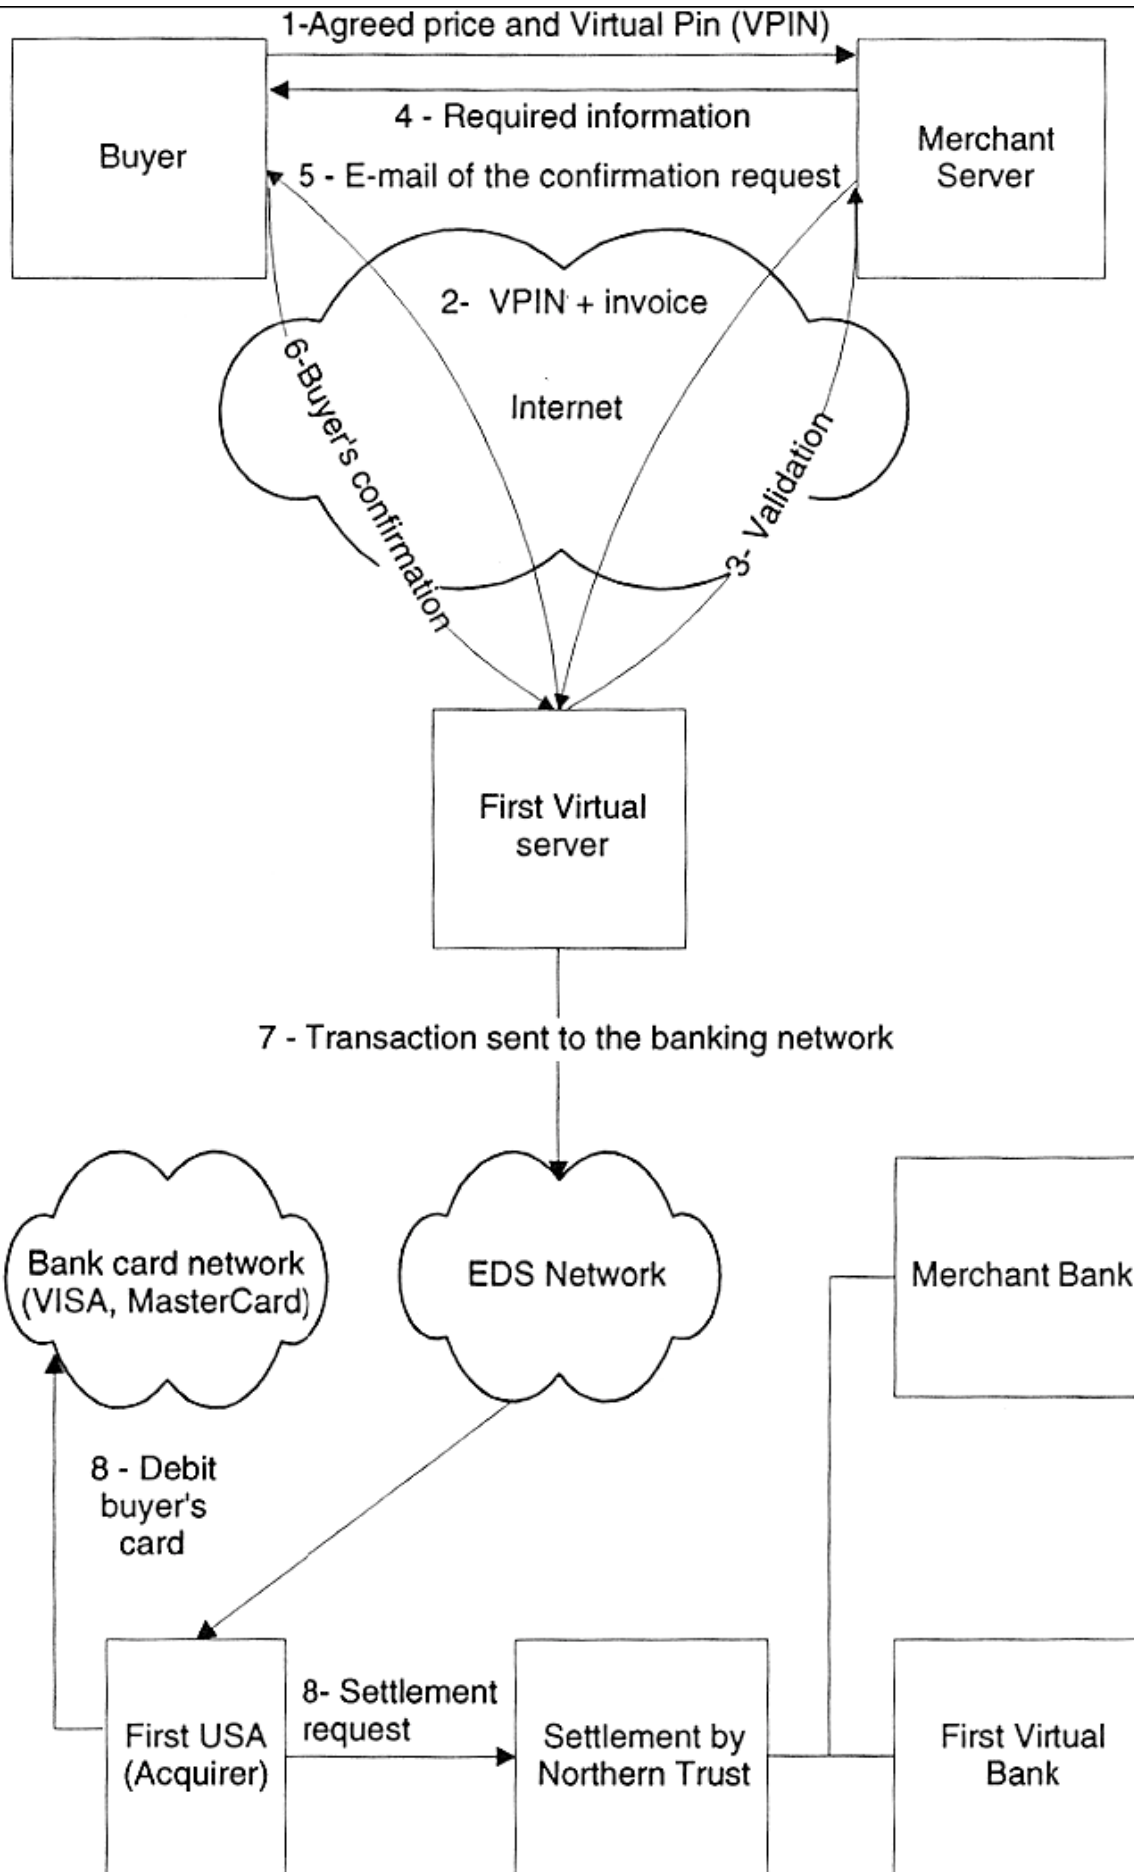 1-Agreed price and Virtual Pin (VPIN)
4 - Required information
Buyer
Merchant
Server
5 - E-mail of the confirmation request
2- VPIN + invoice
Internet
6-Buyer's confirmation
3- Validation
First Virtual
server
7 - Transaction sent to the banking network
Bank card network
(VISA, MasterCard)
EDS Network
Merchant Bank
8 - Debit
buyer's
card
8- Settlement
request
First USA
(Acquirer)
Settlement by
Northern Trust
First Virtual
Bank